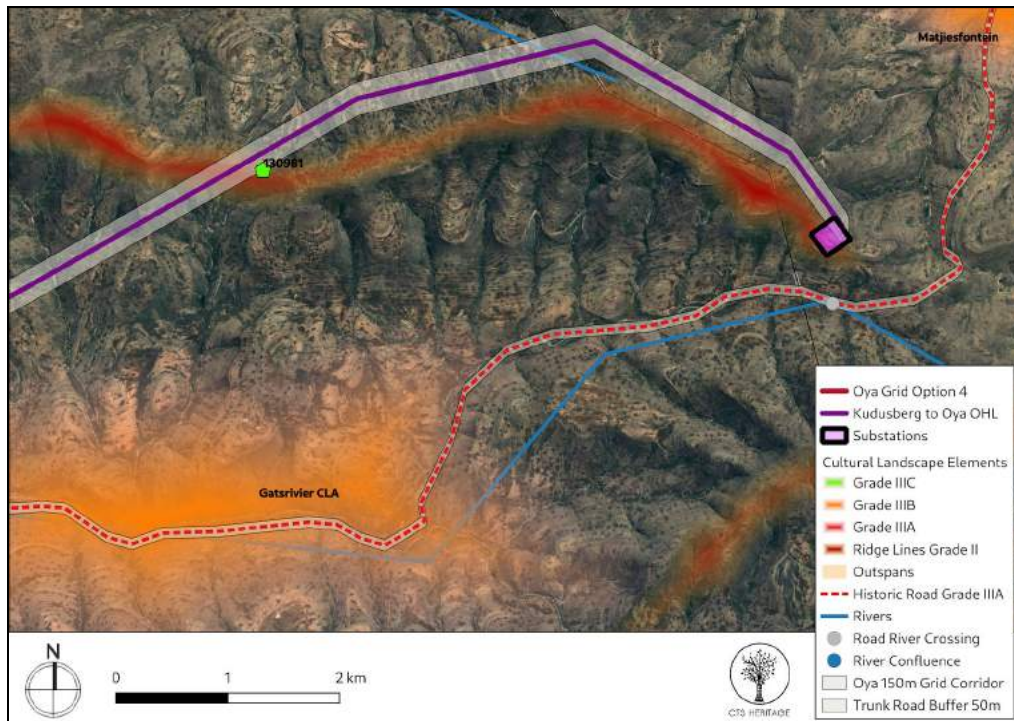 Matjiesfontein
130981
Gatsrivier CLA
Oya Grid Option 4
Kudusberg to Oya OHL
Substations
Cultural Landscape Elements
Grade IIIC
Grade IIIB
Grade IIIA
Ridge Lines Grade II
Outspans
Historic Road Grade IIIA
Rivers
Road River Crossing
River Confluence
Oya 150m Grid Corridor
Trunk Road Buffer 50m
N
0 1 2 km
CTS HERITAGE